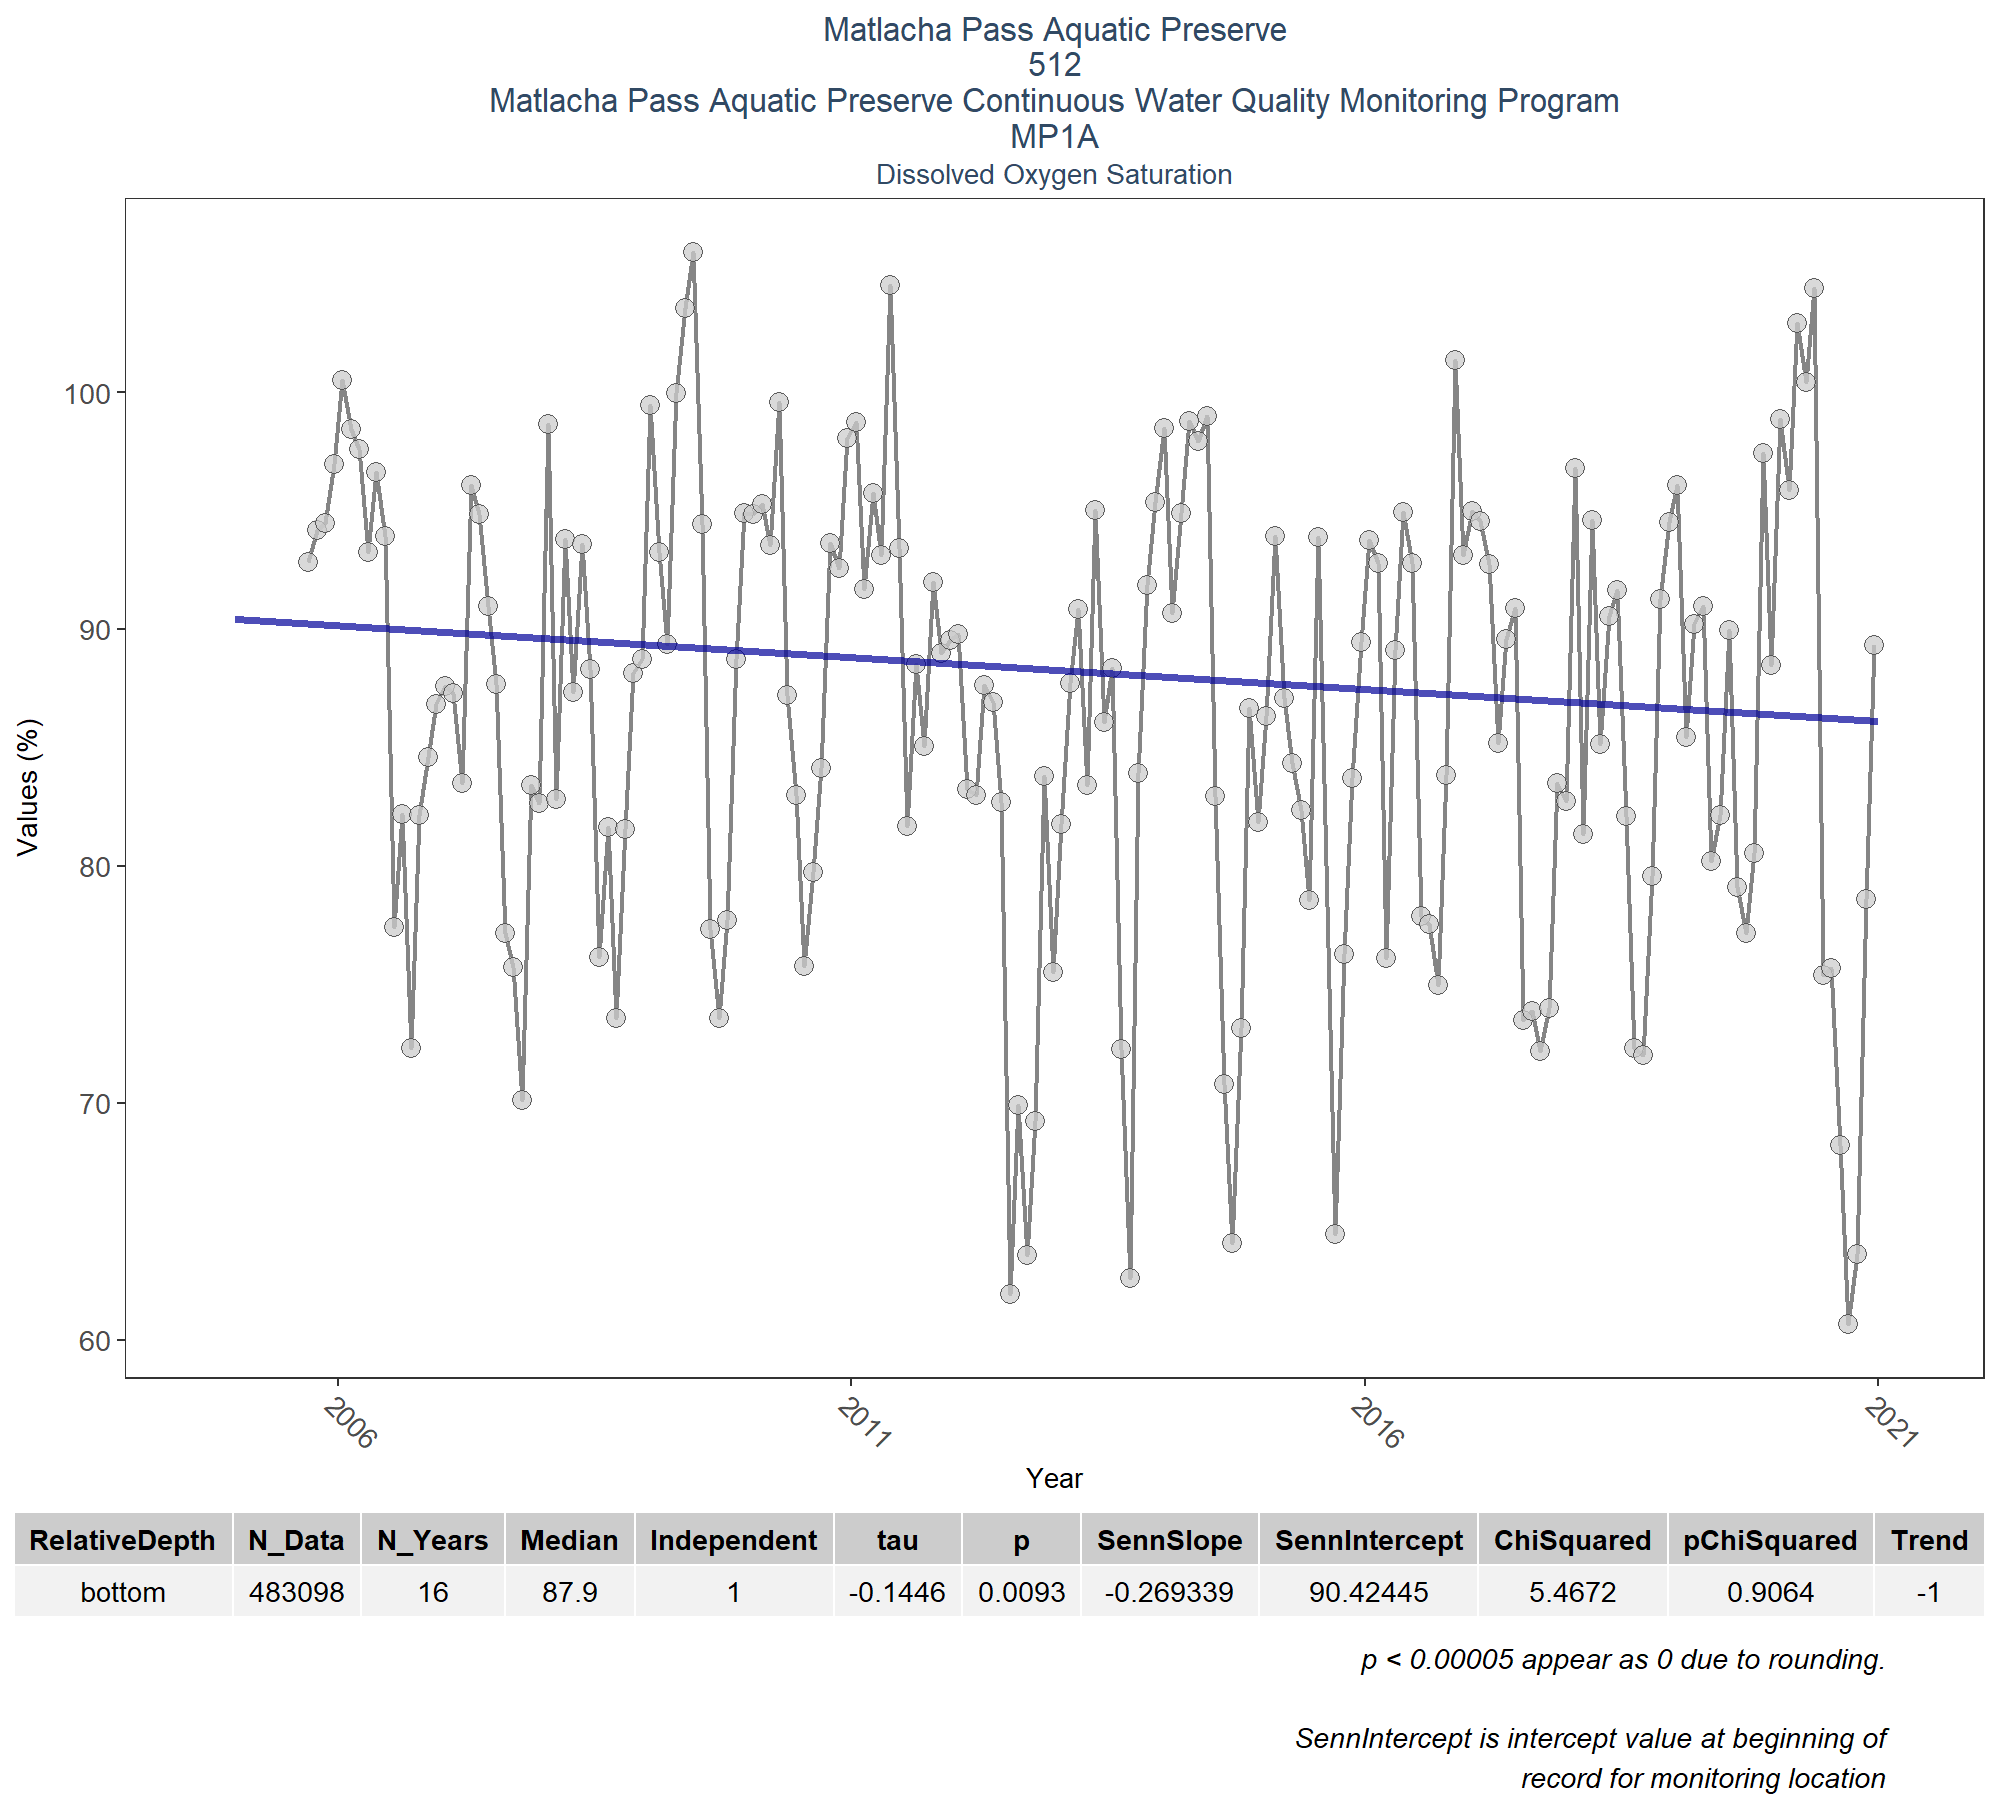 Matlacha Pass Aquatic Preserve
512
Matlacha Pass Aquatic Preserve Continuous Water Quality Monitoring Program
MP1A
Dissolved Oxygen Saturation
Values (%)
100
90
80
70
60
2006 2011 2016 2021
Year
RelativeDepth N_Data N_Years Median Independent tau p SennSlope SennIntercept ChiSquared pChiSquared Trend
bottom 483098 16 87.9 1 -0.1446 0.0093 -0.269339 90.42445 5.4672 0.9064 -1
p < 0.00005 appear as 0 due to rounding.
SennIntercept is intercept value at beginning of
record for monitoring location